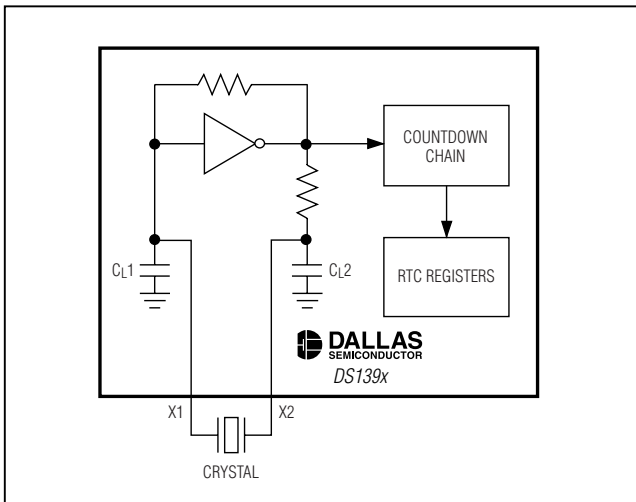 COUNTDOWN
CHAIN
RTC REGISTERS
CL1
CL2
DALLAS
SEMICONDUCTOR
DS139x
X1
X2
CRYSTAL